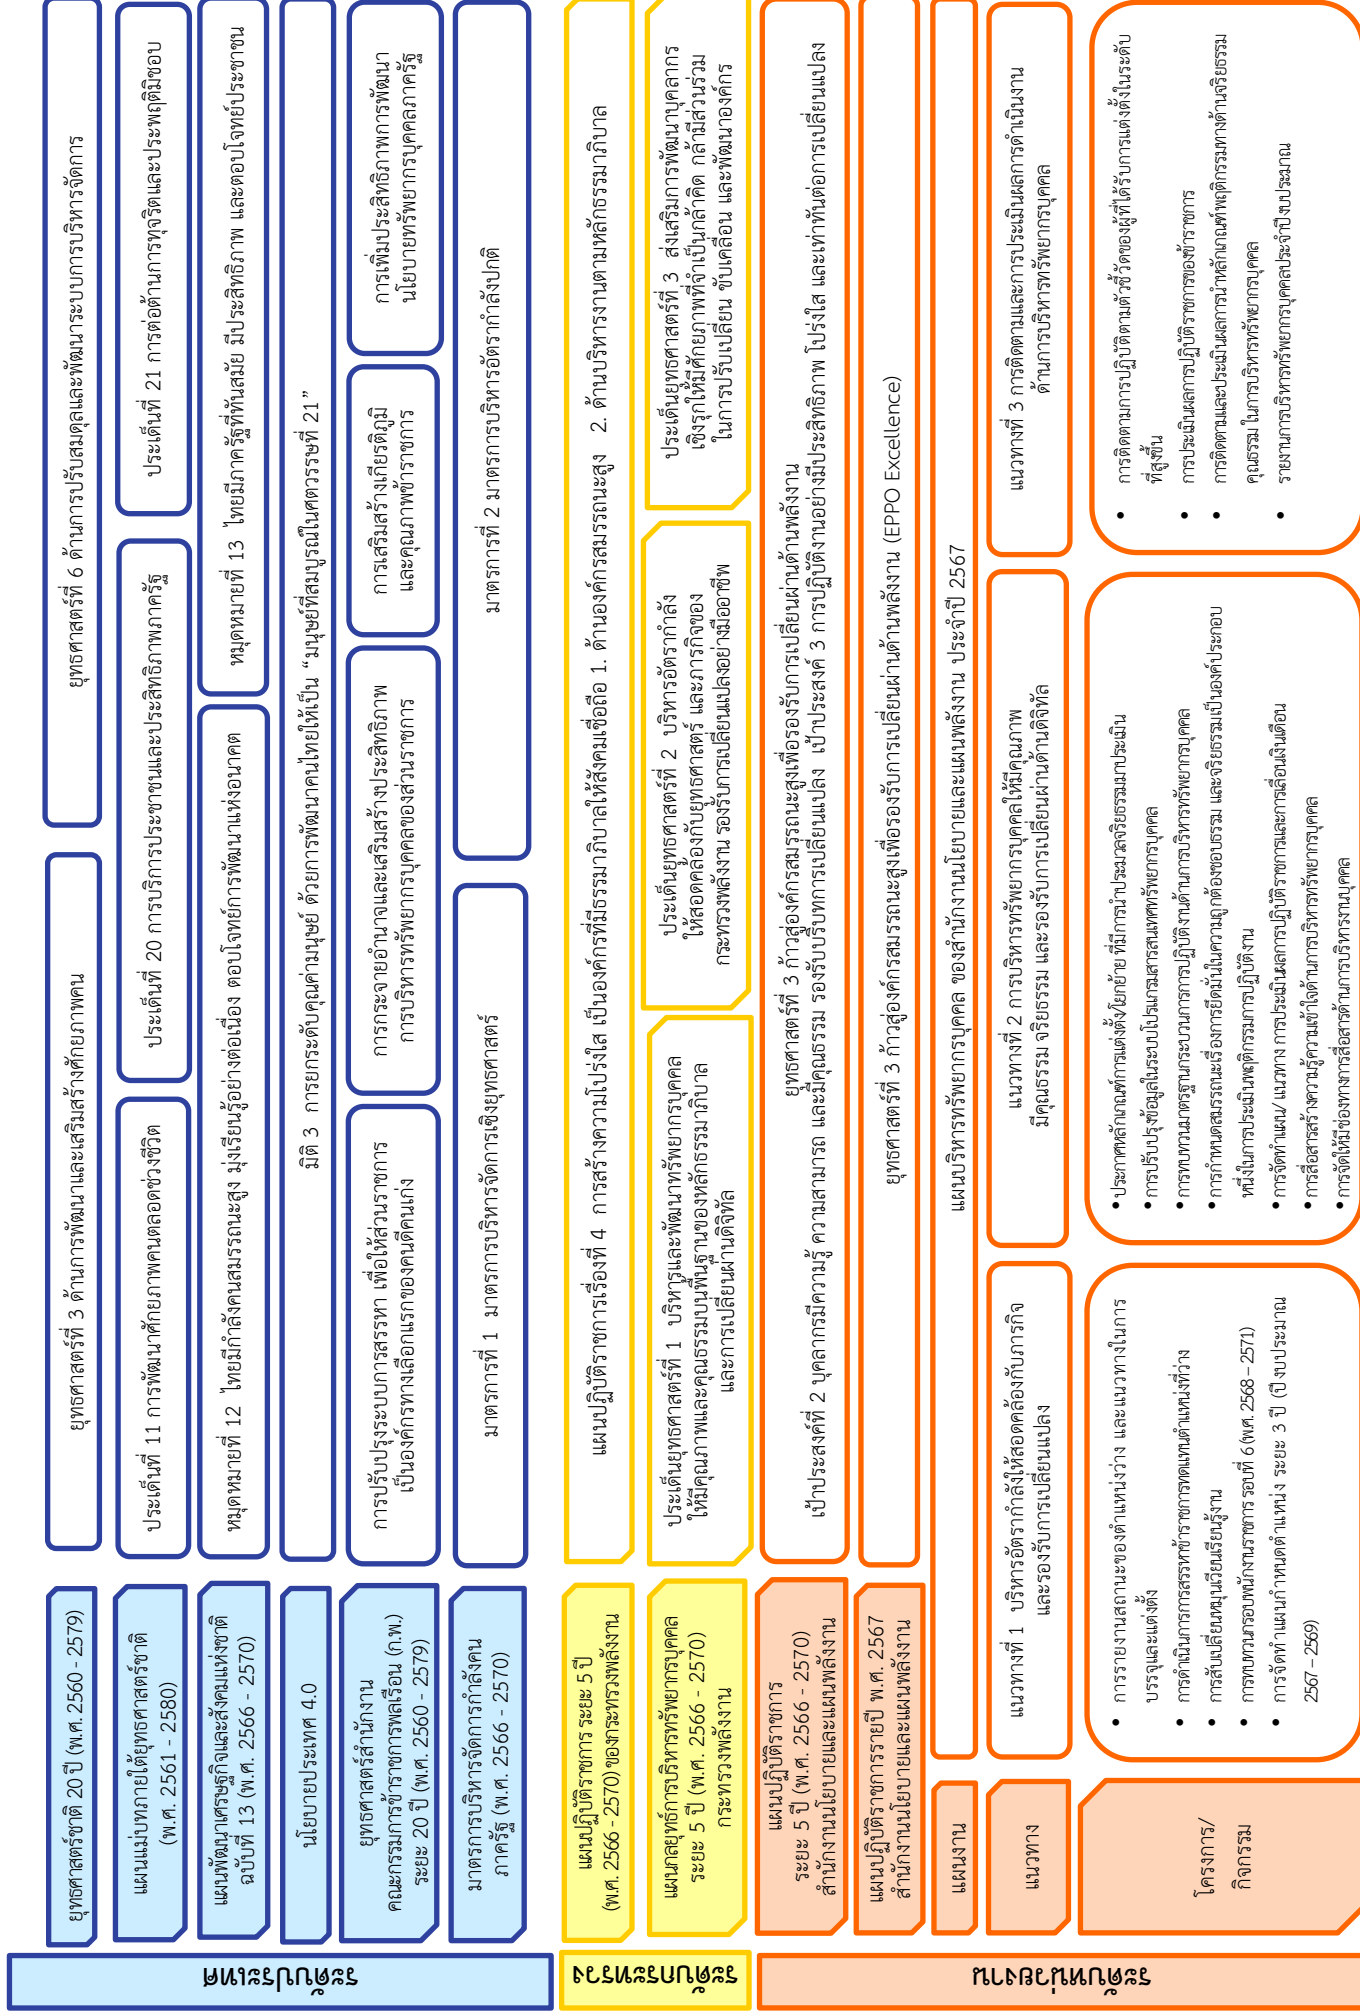 ระดับประเทศ
ยุทธศาสตร์ชาติ 20 ปี (พ.ศ. 2560 - 2579)
ยุทธศาสตร์ที่ 3 ด้านการพัฒนาและเสริมสร้างศักยภาพคน
ยุทธศาสตร์ที่ 6 ด้านการปรับสมดุลและพัฒนาระบบการบริหารจัดการ
แผนแม่บทภายใต้ยุทธศาสตร์ชาติ
(พ.ศ. 2561 - 2580)
ประเด็นที่ 11 การพัฒนาศักยภาพคนตลอดช่วงชีวิต
ประเด็นที่ 20 การบริการประชาชนและประสิทธิภาพภาครัฐ
ประเด็นที่ 21 การต่อต้านการทุจริตและประพฤติมิชอบ
แผนพัฒนาเศรษฐกิจและสังคมแห่งชาติ
ฉบับที่ 13 (พ.ศ. 2566 - 2570)
หมุดหมายที่ 12 ไทยมีกำลังคนสมรรถนะสูง มุ่งเรียนรู้อย่างต่อเนื่อง ตอบโจทย์การพัฒนาแห่งอนาคต
หมุดหมายที่ 13 ไทยมีภาครัฐที่ทันสมัย มีประสิทธิภาพ และตอบโจทย์ประชาชน
นโยบายประเทศ 4.0
มิติ 3 การยกระดับคุณค่ามนุษย์ ด้วยการพัฒนาคนไทยให้เป็น “มนุษย์ที่สมบูรณ์ในศตวรรษที่ 21”
ยุทธศาสตร์สำนักงาน
คณะกรรมการข้าราชการพลเรือน (ก.พ.)
ระยะ 20 ปี (พ.ศ. 2560 - 2579)
การปรับปรุงระบบการสรรหา เพื่อให้ส่วนราชการ
เป็นองค์กรทางเลือกแรกของคนดีคนเก่ง
การกระจายอำนาจและเสริมสร้างประสิทธิภาพ
การบริหารทรัพยากรบุคคลของส่วนราชการ
การเสริมสร้างเกียรติภูมิ
และคุณภาพข้าราชการ
การเพิ่มประสิทธิภาพการพัฒนา
นโยบายทรัพยากรบุคคลภาครัฐ
มาตรการบริหารจัดการกำลังคน
ภาครัฐ (พ.ศ. 2566 - 2570)
มาตรการที่ 1 มาตรการบริหารจัดการเชิงยุทธศาสตร์
มาตรการที่ 2 มาตรการบริหารอัตรากำลังปกติ
ระดับกระทรวง
แผนปฏิบัติราชการ ระยะ 5 ปี
(พ.ศ. 2566 - 2570) ของกระทรวงพลังงาน
แผนปฏิบัติราชการเรื่องที่ 4 การสร้างความโปร่งใส เป็นองค์กรที่มีธรรมาภิบาลให้สังคมเชื่อถือ 1. ด้านองค์กรสมรรถนะสูง 2. ด้านบริหารงานตามหลักธรรมาภิบาล
แผนกลยุทธ์การบริหารทรัพยากรบุคคล
ระยะ 5 ปี (พ.ศ. 2566 - 2570)
กระทรวงพลังงาน
ประเด็นยุทธศาสตร์ที่ 1 บริหารและพัฒนาทรัพยากรบุคคล
ให้มีคุณภาพและคุณธรรมบนพื้นฐานของหลักธรรมาภิบาล
และการเปลี่ยนผ่านดิจิทัล
ประเด็นยุทธศาสตร์ที่ 2 บริหารอัตรากำลัง
ให้สอดคล้องกับยุทธศาสตร์ และภารกิจของ
กระทรวงพลังงาน รองรับการเปลี่ยนแปลงอย่างมืออาชีพ
ประเด็นยุทธศาสตร์ที่ 3 ส่งเสริมการพัฒนาบุคลากร
เชิงรุกให้มีศักยภาพที่จำเป็นกล้าคิด กล้ามีส่วนร่วม
ในการปรับเปลี่ยน ขับเคลื่อน และพัฒนาองค์กร
ระดับหน่วยงาน
แผนปฏิบัติราชการ
ระยะ 5 ปี (พ.ศ. 2566 - 2570)
สำนักงานนโยบายและแผนพลังงาน
ยุทธศาสตร์ที่ 3 ก้าวสู่องค์กรสมรรถนะสูงเพื่อรองรับการเปลี่ยนผ่านด้านพลังงาน
เป้าประสงค์ที่ 2 บุคลากรมีความรู้ ความสามารถ และมีคุณธรรม รองรับบริบทการเปลี่ยนแปลง เป้าประสงค์ 3 การปฏิบัติงานอย่างมีประสิทธิภาพ โปร่งใส และเท่าทันต่อการเปลี่ยนแปลง
แผนปฏิบัติราชการรายปี พ.ศ. 2567
สำนักงานนโยบายและแผนพลังงาน
ยุทธศาสตร์ที่ 3 ก้าวสู่องค์กรสมรรถนะสูงเพื่อรองรับการเปลี่ยนผ่านด้านพลังงาน (EPPO Excellence)
แผนงาน
แผนบริหารทรัพยากรบุคคล ของสำนักงานนโยบายและแผนพลังงาน ประจำปี 2567
แนวทาง
แนวทางที่ 1 บริหารอัตรากำลังให้สอดคล้องกับภารกิจ
และรองรับการเปลี่ยนแปลง
แนวทางที่ 2 การบริหารทรัพยากรบุคคลให้มีคุณภาพ
มีคุณธรรม จริยธรรม และรองรับการเปลี่ยนผ่านด้านดิจิทัล
แนวทางที่ 3 การติดตามและการประเมินผลการดำเนินงาน
ด้านการบริหารทรัพยากรบุคคล
โครงการ/
กิจกรรม
• การรายงานสถานะของตำแหน่งว่าง และแนวทางในการ
บรรจุและแต่งตั้ง
• การดำเนินการการสรรหาข้าราชการทดแทนตำแหน่งที่ว่าง
• การสับเปลี่ยนหมุนเวียนเรียนรู้งาน
• การทบทวนกรอบพนักงานราชการ รอบที่ 6 (พ.ศ. 2568 – 2571)
• การจัดทำแผนกำหนดตำแหน่ง ระยะ 3 ปี (ปีงบประมาณ
2567 – 2569)
• ประกาศหลักเกณฑ์การแต่งตั้ง/โยกย้าย ที่มีการนำประมวลจริยธรรมมาประเมิน
• การปรับปรุงข้อมูลในระบบโปรแกรมสารสนเทศทรัพยากรบุคคล
• การทบทวนมาตรฐานกระบวนการการปฏิบัติงานด้านการบริหารทรัพยากรบุคคล
• การกำหนดสมรรถนะเรื่องการยึดมั่นในความถูกต้องชอบธรรม และจริยธรรมเป็นองค์ประกอบ
หนึ่งในการประเมินพฤติกรรมการปฏิบัติงาน
• การจัดทำแผน/ แนวทาง การประเมินผลการปฏิบัติราชการและการเลื่อนเงินเดือน
• การสื่อสารสร้างความรู้ความเข้าใจด้านการบริหารทรัพยากรบุคคล
• การจัดให้มีช่องทางการสื่อสารด้านการบริหารงานบุคคล
• การติดตามการปฏิบัติตามตัวชี้วัดของผู้ที่ได้รับการแต่งตั้งในระดับ
ที่สูงขึ้น
• การประเมินผลการปฏิบัติราชการของข้าราชการ
• การติดตามและประเมินผลการนำหลักเกณฑ์พฤติกรรมทางด้านจริยธรรม
คุณธรรม ในการบริหารทรัพยากรบุคคล
• รายงานการบริหารทรัพยากรบุคคลประจำปีงบประมาณ